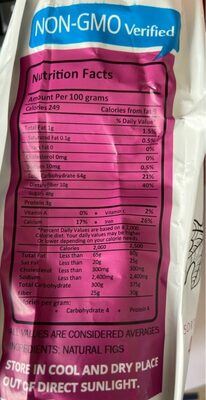 NON-GMO Verified
Nutrition Facts
Amount Per 100 grams
Calories 249 Calories from fat
% Daily Value
Total Fat 1g 1.5%
Saturated Fat 0.1g 0.5%
Fat 0 0%
Cholesterol 0mg 0%
10mg 0.5%
Carbohydrate 64g 21%
Fiber 10g 40%
Sugars 48g
Protein 3g
Vitamin A 0% • Vitamin C 2%
Calcium 17% • Iron 26%
*Percent Daily Values are based on a
Calorie diet. Your daily values may be higher
Or lower depending on your calorie needs
Calories 2,000 2,500
Total Fat Less than 65g 80g
Sat Fat Less than 20g 25g
Cholesterol Less than 300mg 300mg
Sodium Less than 2,400mg 2,400mg
Total Carbohydrate 300g 375g
Fiber 25g 30g
Calories per gram:
• Carbohydrate 4 • Protein 4
ALL VALUES ARE CONSIDERED AVERAGES
INGREDIENTS: NATURAL FIGS
STORE IN COOL AND DRY PLACE
OUT OF DIRECT SUNLIGHT.